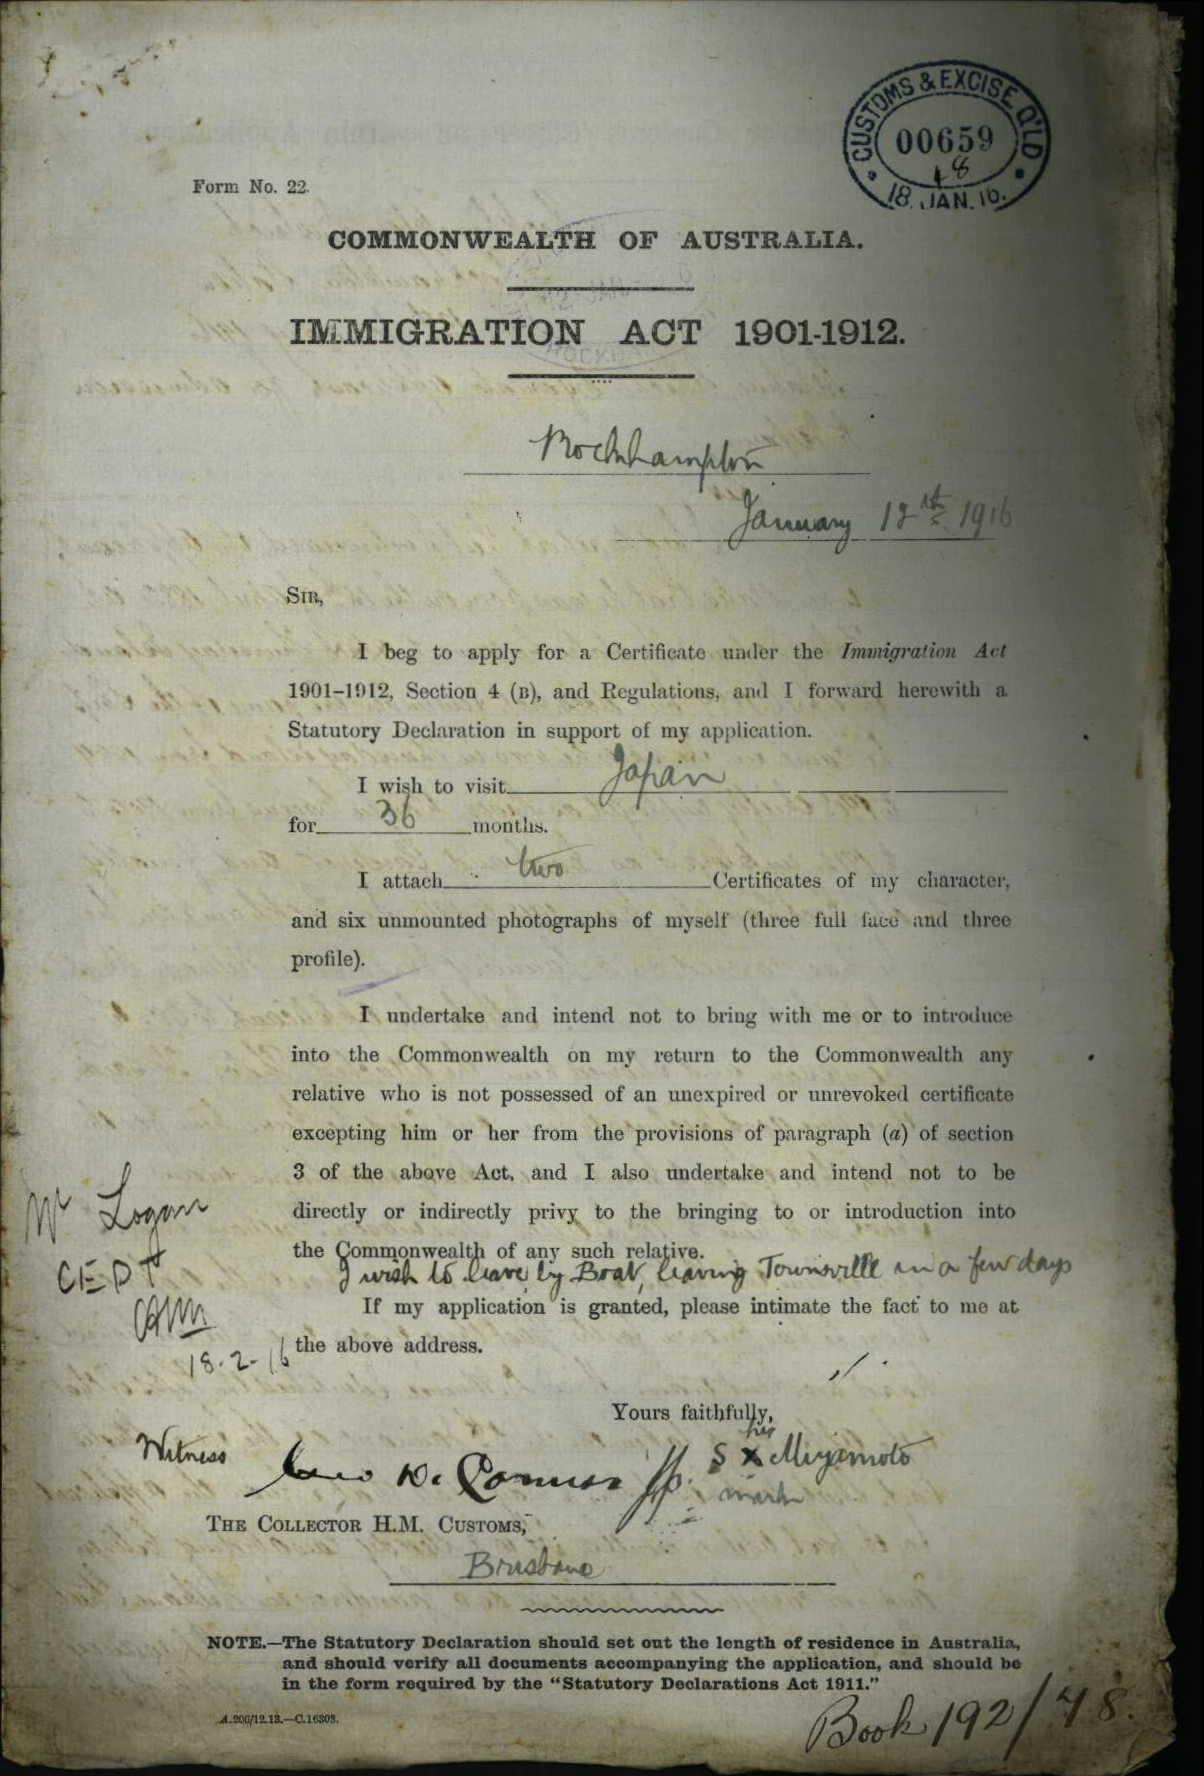 CUSTOMS & EXCISE Q'LD
00659
18. JAN. 16.
Form No. 22.
COMMONWEALTH OF AUSTRALIA.
IMMIGRATION ACT 1901-1912.
Rockhampton
January 12th 1916
SIR,
I beg to apply for a Certificate under the Immigration Act
1901–1912, Section 4 (B), and Regulations, and I forward herewith a
Statutory Declaration in support of my application.
I wish to visit Japan
for 36 months.
I attach two Certificates of my character,
and six unmounted photographs of myself (three full face and three
profile).
I undertake and intend not to bring with me or to introduce
into the Commonwealth on my return to the Commonwealth any
relative who is not possessed of an unexpired or unrevoked certificate
excepting him or her from the provisions of paragraph (a) of section
3 of the above Act, and I also undertake and intend not to be
directly or indirectly privy to the bringing to or introduction into
the Commonwealth of any such relative.
I wish to leave by Boat, leaving Townsville in a few days
If my application is granted, please intimate the fact to me at
the above address.
Mr Logan
CEDT
18-2-16
Yours faithfully,
his
S x Miyamoto
mark
Witness
JP.
THE COLLECTOR H.M. CUSTOMS,
Brisbane
NOTE.—The Statutory Declaration should set out the length of residence in Australia,
and should verify all documents accompanying the application, and should be
in the form required by the “Statutory Declarations Act 1911.”
A.200/12.13.—C.16303.
Book 192/48.